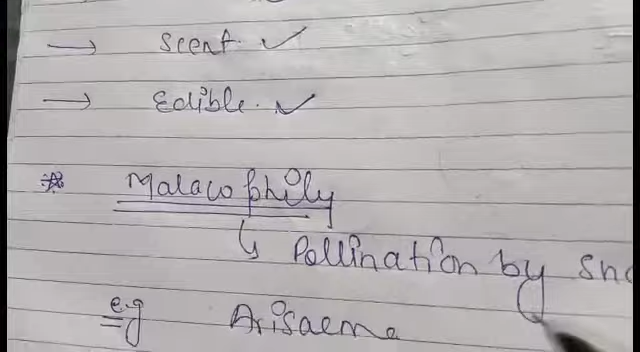 → Scent ✓
→ Edible. ✓
* Malacophily
↳ Pollination by
e.g Arisaema